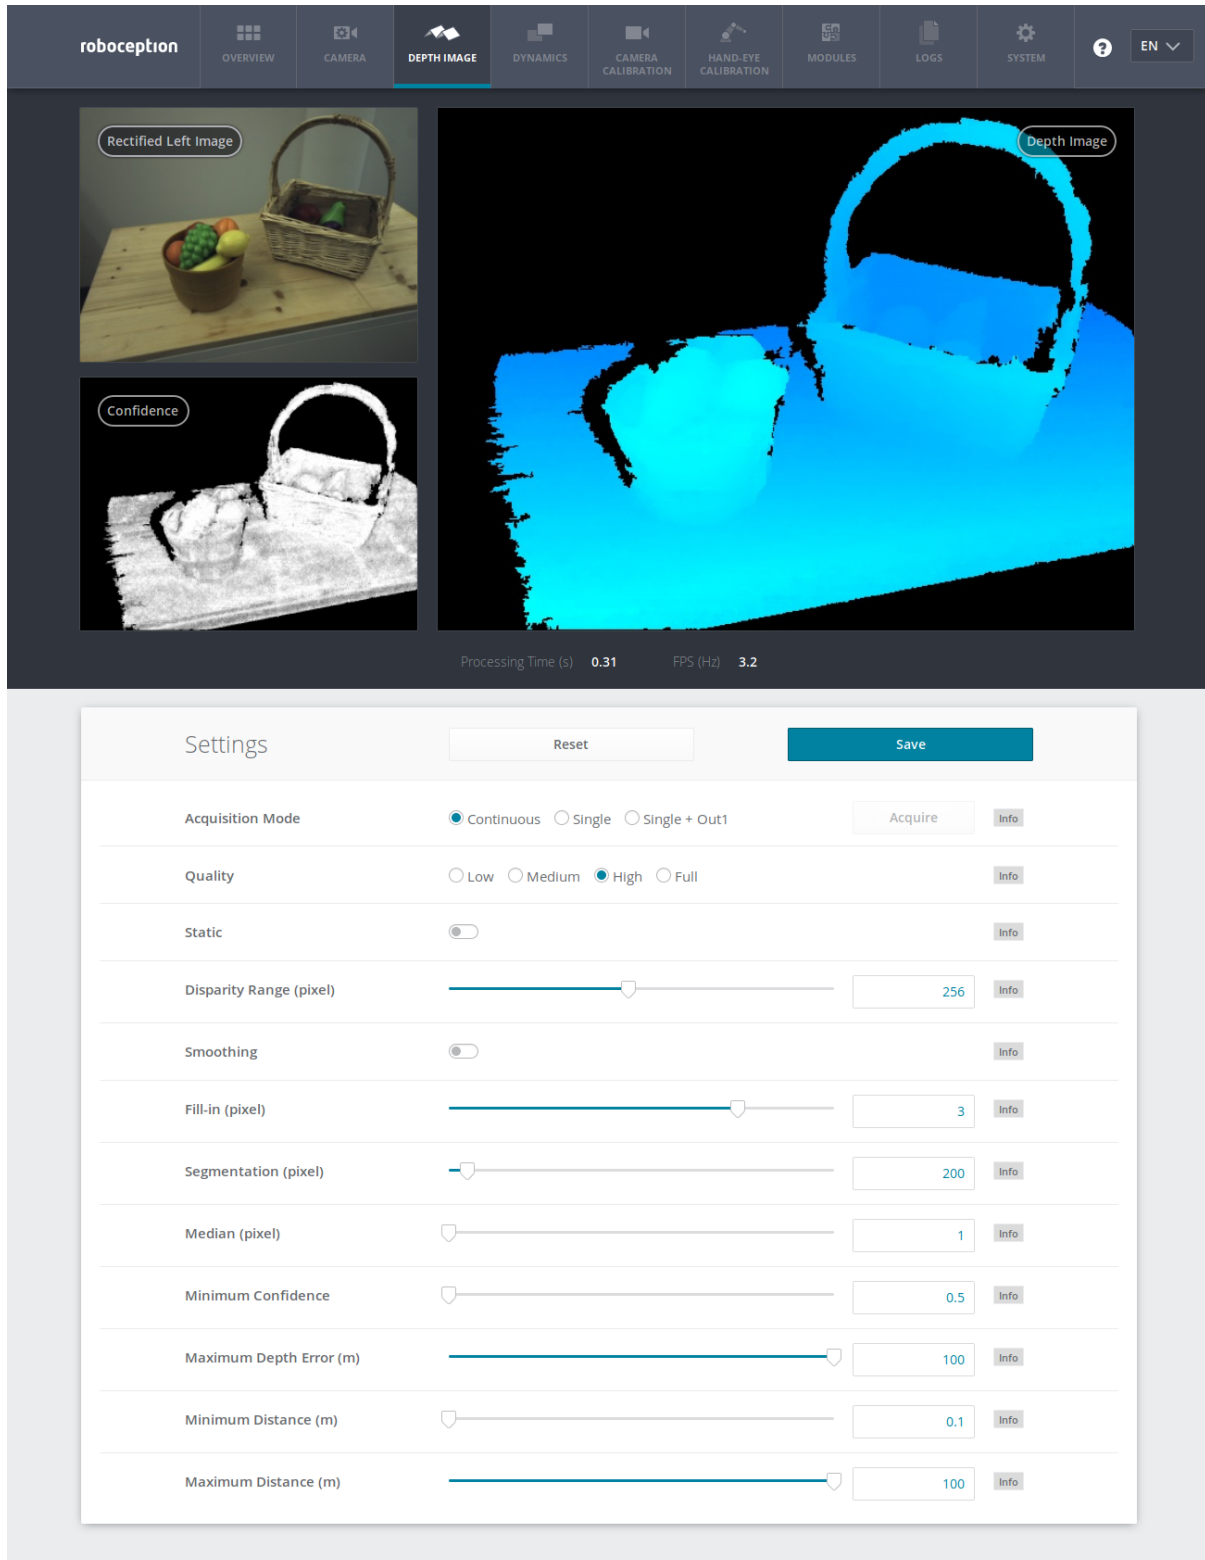 roboception
OVERVIEW
CAMERA
DEPTH IMAGE
DYNAMICS
CAMERA
CALIBRATION
HAND-EYE
CALIBRATION
MODULES
LOGS
SYSTEM
?
EN
Rectified Left Image
Depth Image
Confidence
Processing Time (s) 0.31 FPS (Hz) 3.2
Settings Reset Save
Acquisition Mode Continuous Single Single + Out1 Acquire Info
Quality Low Medium High Full Info
Static Info
Disparity Range (pixel) 256 Info
Smoothing Info
Fill-in (pixel) 3 Info
Segmentation (pixel) 200 Info
Median (pixel) 1 Info
Minimum Confidence 0.5 Info
Maximum Depth Error (m) 100 Info
Minimum Distance (m) 0.1 Info
Maximum Distance (m) 100 Info